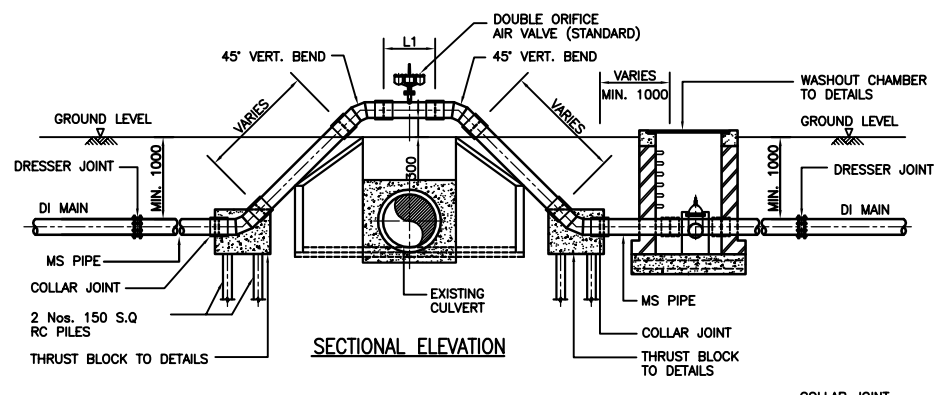 DOUBLE ORIFICE
AIR VALVE (STANDARD)
L1
45° VERT. BEND
45° VERT. BEND
VARIES
MIN. 1000
WASHOUT CHAMBER
TO DETAILS
GROUND LEVEL
VARIES
VARIES
GROUND LEVEL
DRESSER JOINT
MIN. 1000
300
MIN. 1000
DRESSER JOINT
DI MAIN
DI MAIN
MS PIPE
COLLAR JOINT
2 Nos. 150 S.Q
RC PILES
THRUST BLOCK TO DETAILS
EXISTING
CULVERT
SECTIONAL ELEVATION
MS PIPE
COLLAR JOINT
THRUST BLOCK
TO DETAILS
COLLAR JOINT